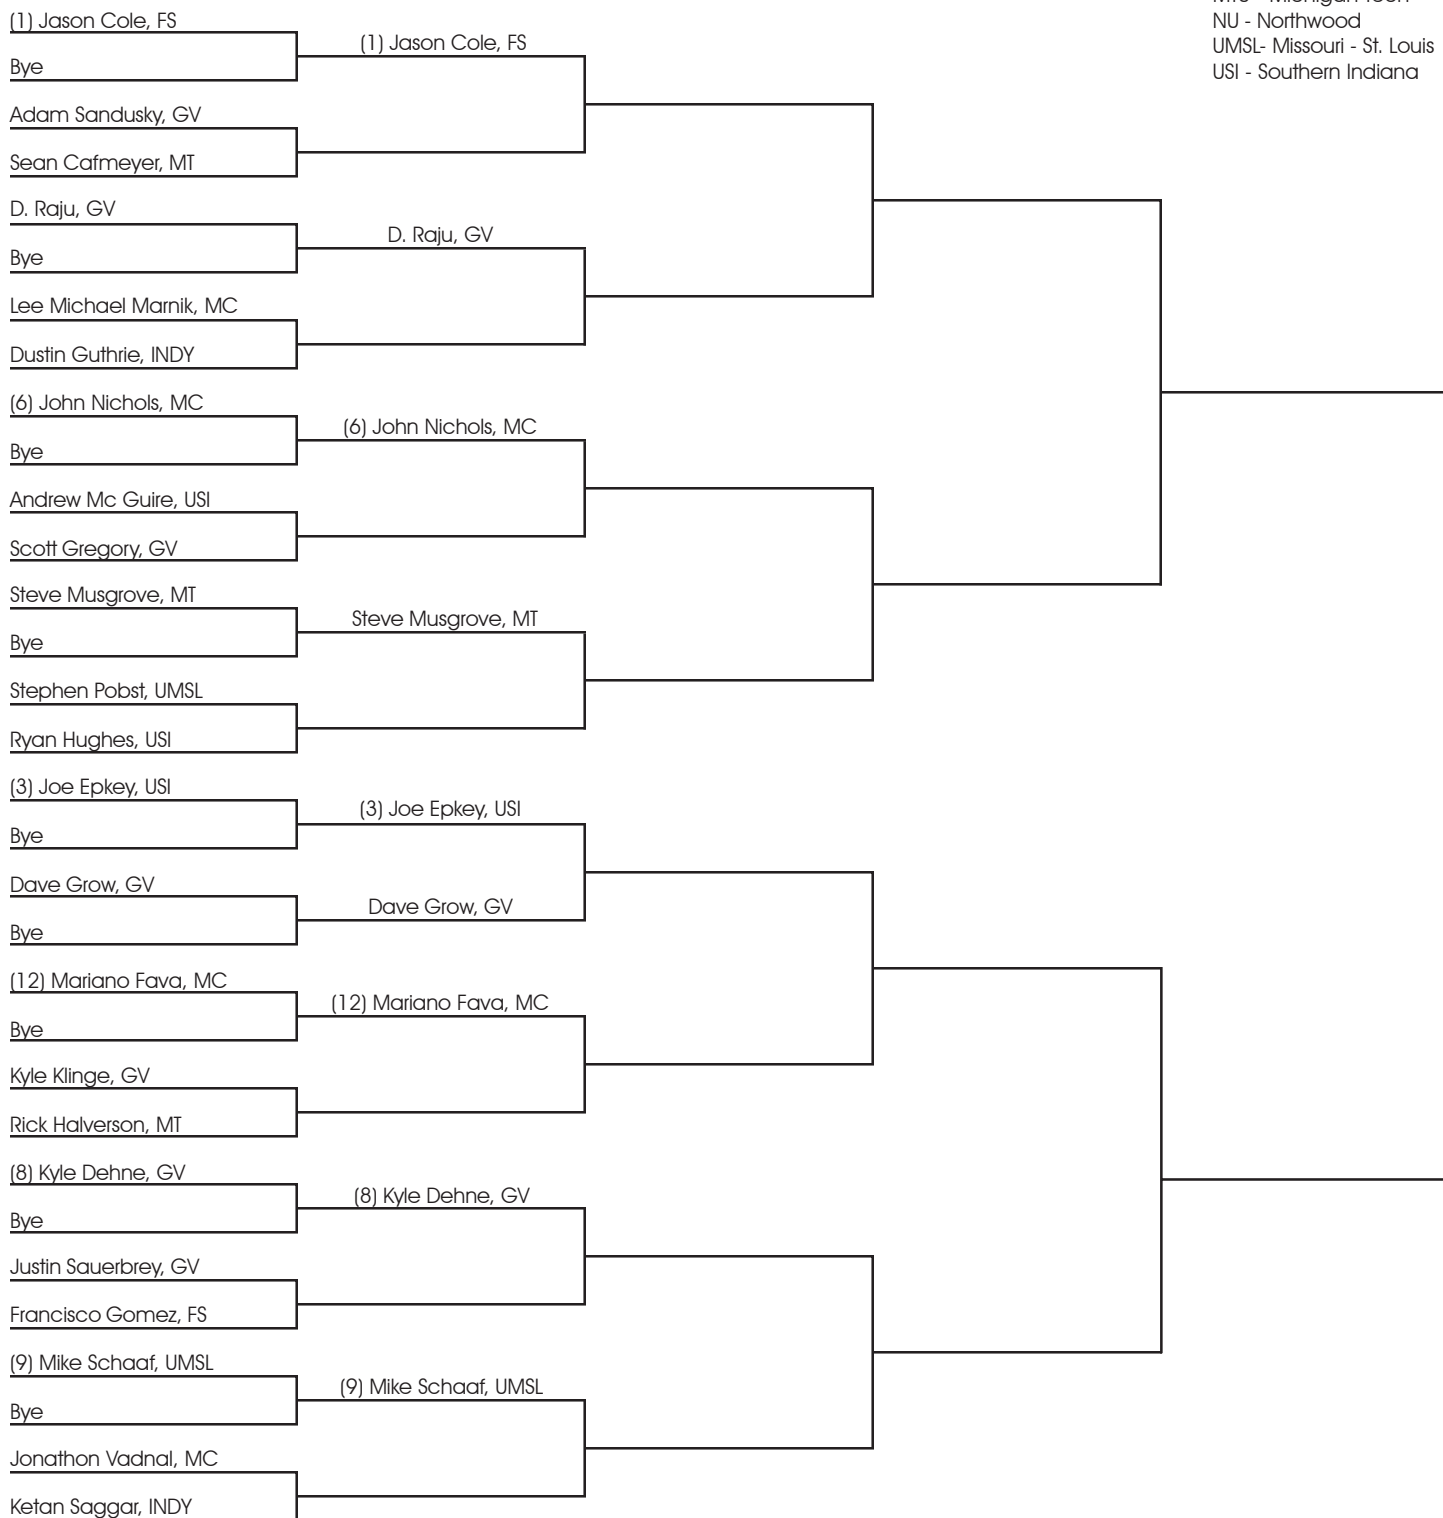 (1) Jason Cole, FS
Bye
Adam Sandusky, GV
Sean Cafmeyer, MT
D. Raju, GV
Bye
Lee Michael Marnik, MC
Dustin Guthrie, INDY
(6) John Nichols, MC
Bye
Andrew Mc Guire, USI
Scott Gregory, GV
Steve Musgrove, MT
Bye
Stephen Pobst, UMSL
Ryan Hughes, USI
(3) Joe Epkey, USI
Bye
Dave Grow, GV
Bye
(12) Mariano Fava, MC
Bye
Kyle Klinge, GV
Rick Halverson, MT
(8) Kyle Dehne, GV
Bye
Justin Sauerbrey, GV
Francisco Gomez, FS
(9) Mike Schaaf, UMSL
Bye
Jonathon Vadnal, MC
Ketan Saggar, INDY
(1) Jason Cole, FS
D. Raju, GV
(6) John Nichols, MC
Steve Musgrove, MT
(3) Joe Epkey, USI
Dave Grow, GV
(12) Mariano Fava, MC
(8) Kyle Dehne, GV
(9) Mike Schaaf, UMSL
NU - Northwood
UMSL- Missouri - St. Louis
USI - Southern Indiana